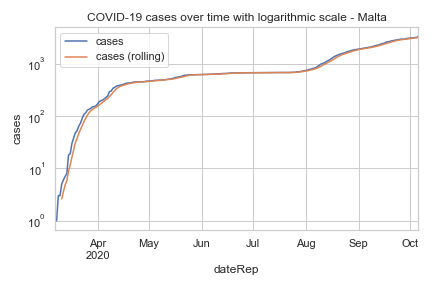 COVID-19 cases over time with logarithmic scale - Malta
cases
cases (rolling)
10³
10²
10¹
10⁰
cases
Apr
2020
May
Jun
Jul
Aug
Sep
Oct
dateRep